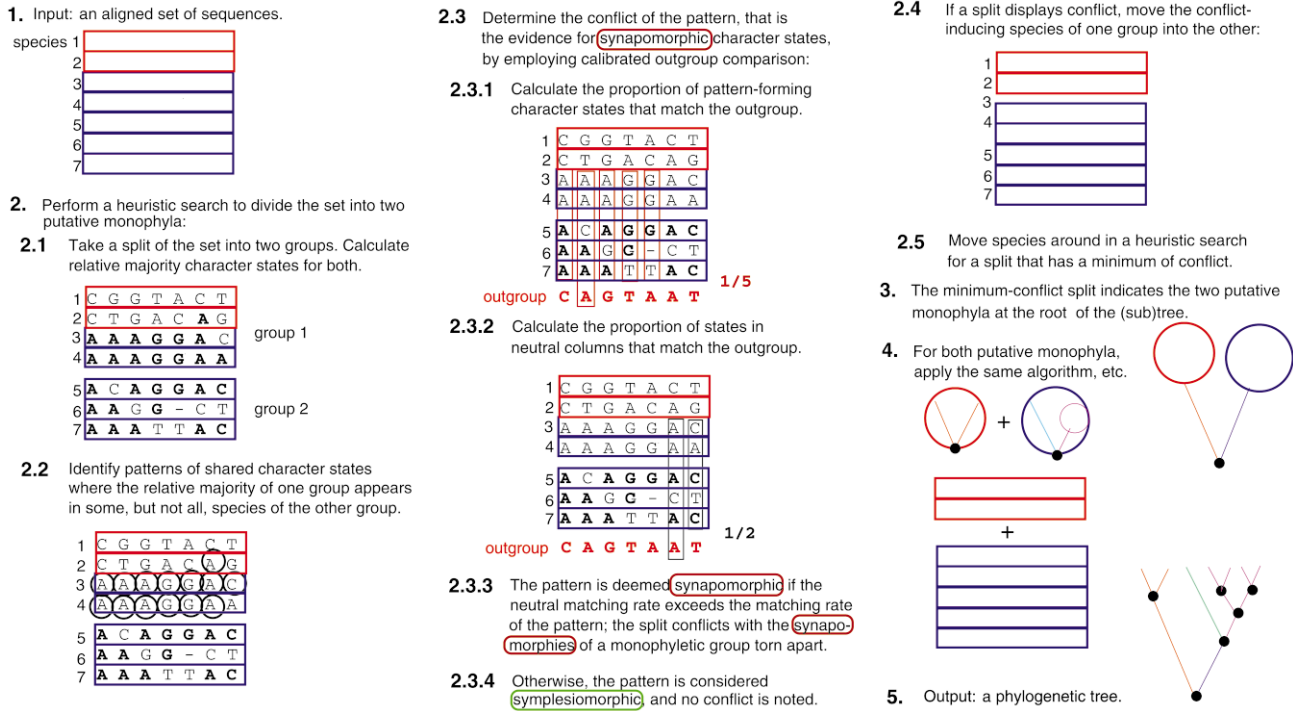 1. Input: an aligned set of sequences.
species 1
2
3
4
5
6
7
2. Perform a heuristic search to divide the set into two
putative monophyla:
2.1 Take a split of the set into two groups. Calculate
relative majority character states for both.
1 C G G T A C T
2 C T G A C A G
3 A A A G G A C
4 A A A G G A A
group 1
5 A C A G G A C
6 A A G G - C T
7 A A A T T A C
group 2
2.2 Identify patterns of shared character states
where the relative majority of one group appears
in some, but not all, species of the other group.
1 C G G T A C T
2 C T G A C A G
3 A A A G G A C
4 A A A G G A A
5 A C A G G A C
6 A A G G - C T
7 A A A T T A C
2.3 Determine the conflict of the pattern, that is
the evidence for synapomorphic character states,
by employing calibrated outgroup comparison:
2.3.1 Calculate the proportion of pattern-forming
character states that match the outgroup.
1 C G G T A C T
2 C T G A C A G
3 A A A G G A C
4 A A A G G A A
5 A C A G G A C
6 A A G G - C T
7 A A A T T A C
1/5
outgroup C A G T A A T
2.3.2 Calculate the proportion of states in
neutral columns that match the outgroup.
1 C G G T A C T
2 C T G A C A G
3 A A A G G A C
4 A A A G G A A
5 A C A G G A C
6 A A G G - C T
7 A A A T T A C
1/2
outgroup C A G T A A T
2.3.3 The pattern is deemed synapomorphic if the
neutral matching rate exceeds the matching rate
of the pattern; the split conflicts with the synapo-
morphies of a monophyletic group torn apart.
2.3.4 Otherwise, the pattern is considered
symplesiomorphic, and no conflict is noted.
2.4 If a split displays conflict, move the conflict-
inducing species of one group into the other:
1
2
3
4
5
6
7
2.5 Move species around in a heuristic search
for a split that has a minimum of conflict.
3. The minimum-conflict split indicates the two putative
monophyla at the root of the (sub)tree.
4. For both putative monophyla,
apply the same algorithm, etc.
+
+
5. Output: a phylogenetic tree.